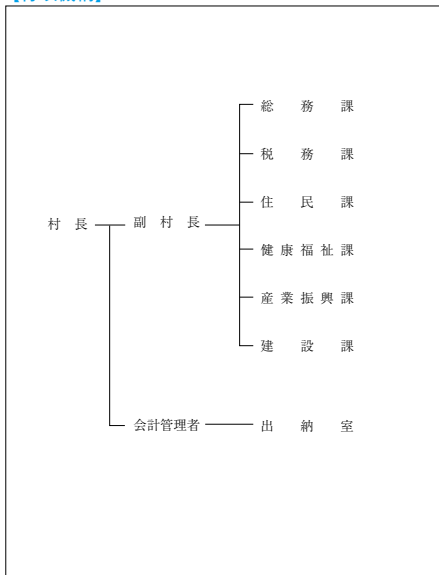 総務課
税務課
住民課
村長 副村長
健康福祉課
産業振興課
建設課
会計管理者 出納室